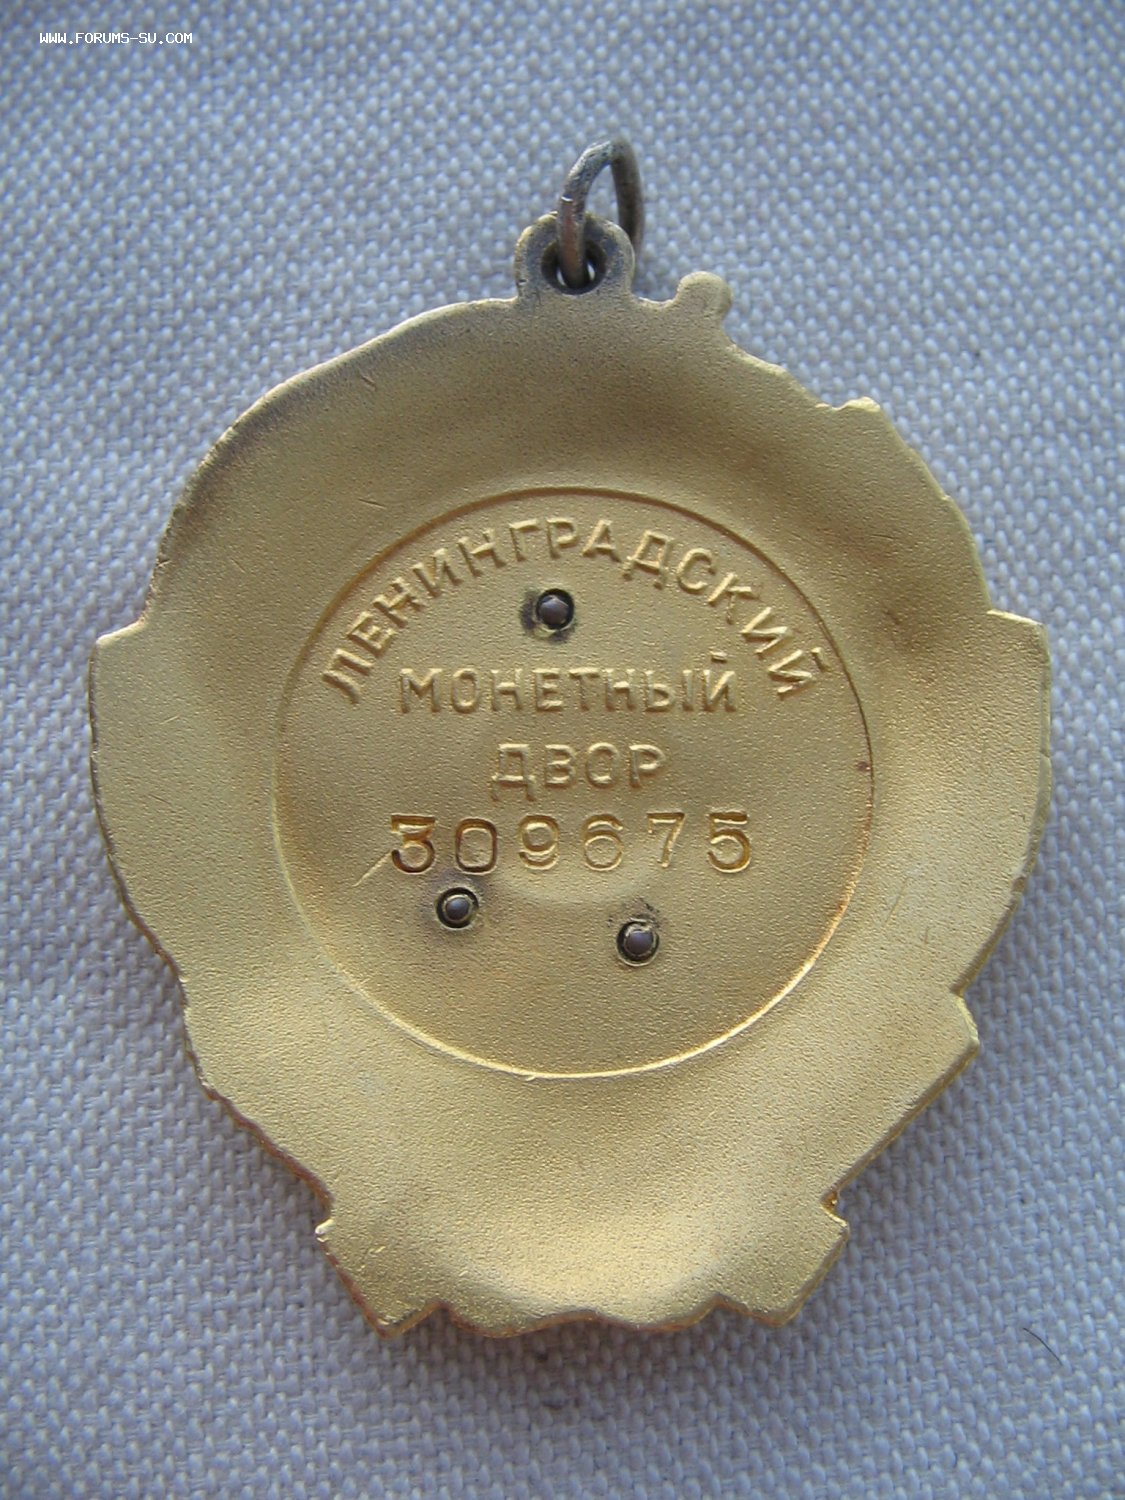 WWW.FORUMS-SU.COM
ЛЕНИНГРАДСКИЙ
МОНЕТНЫЙ
ДВОР
309675